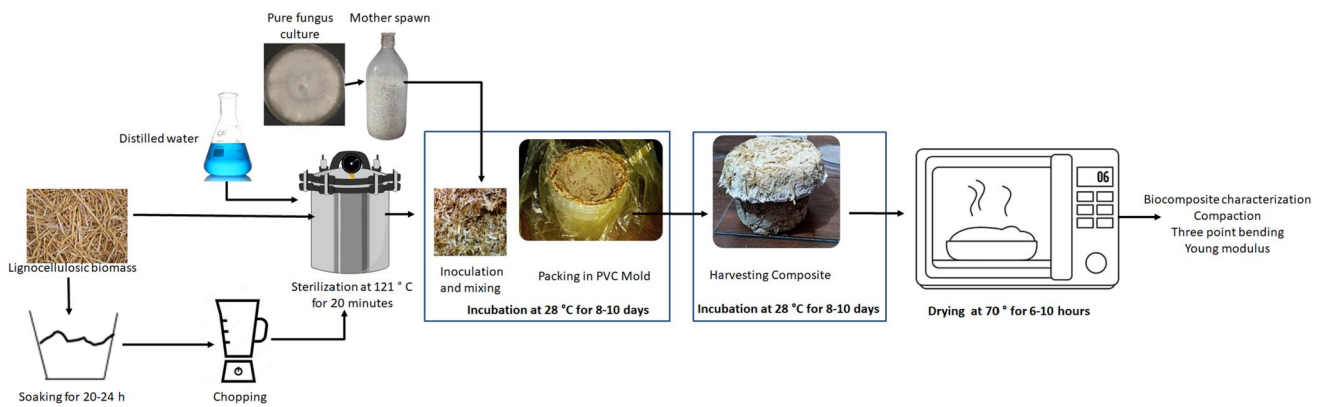 Pure fungus
culture
Mother spawn
Distilled water
Lignocellulosic biomass
Soaking for 20-24 h
Chopping
Sterilization at 121 ° C
for 20 minutes
Inoculation
and mixing
Packing in PVC Mold
Incubation at 28 °C for 8-10 days
Harvesting Composite
Incubation at 28 °C for 8-10 days
06
Drying at 70 ° for 6-10 hours
Biocomposite characterization
Compaction
Three point bending
Young modulus